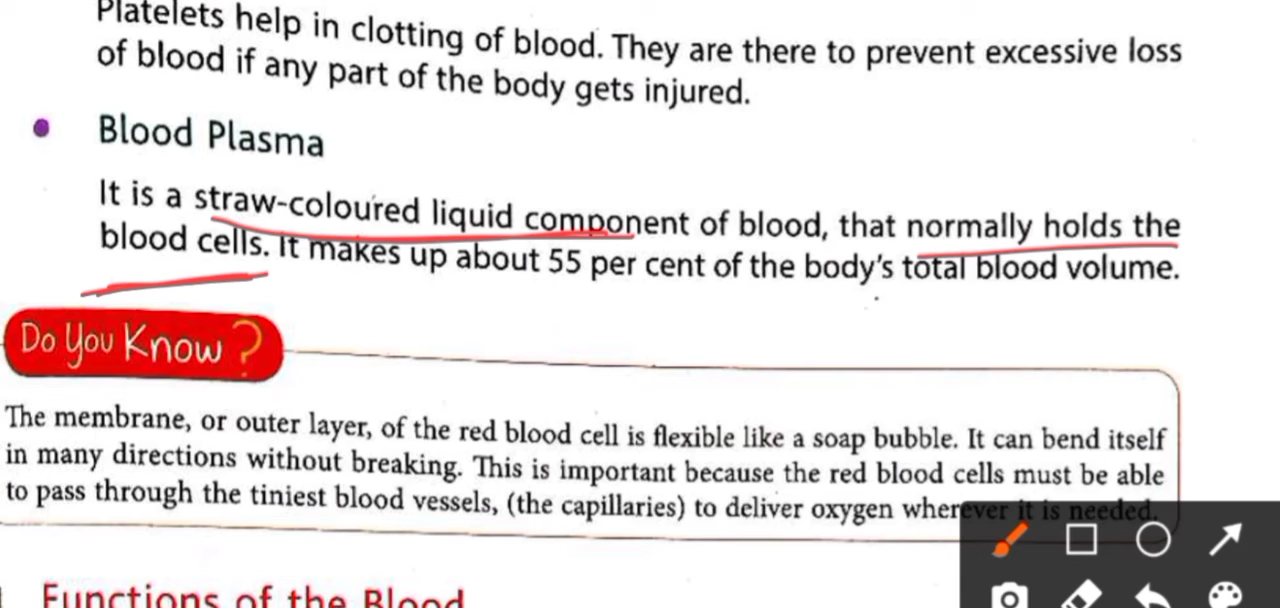 Platelets help in clotting of blood. They are there to prevent excessive loss
of blood if any part of the body gets injured.
• Blood Plasma
It is a straw-coloured liquid component of blood, that normally holds the
blood cells. It makes up about 55 per cent of the body's total blood volume.
Do You Know?
The membrane, or outer layer, of the red blood cell is flexible like a soap bubble. It can bend itself
in many directions without breaking. This is important because the red blood cells must be able
to pass through the tiniest blood vessels, (the capillaries) to deliver oxygen wherever it is needed.
Functions of the Blood